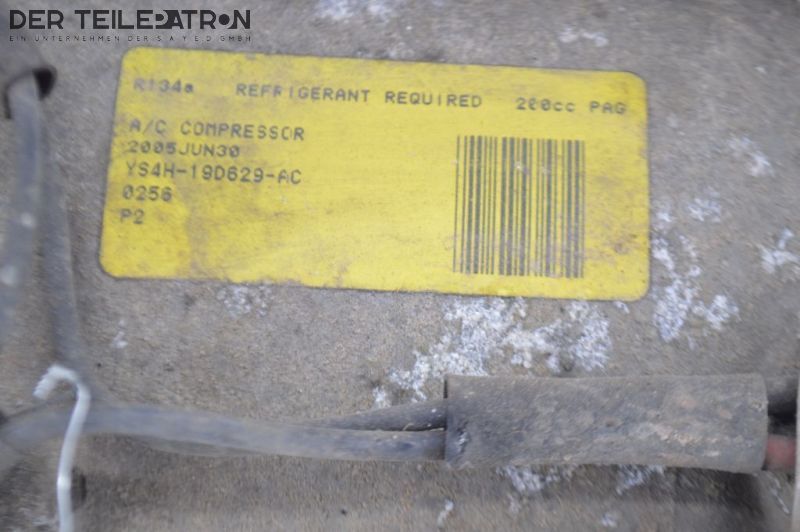 DER TEILEPATRON
EIN UNTERNEHMEN DER S A Y E D GMBH
R134a REFRIGERANT REQUIRED 200cc PAG
A/C COMPRESSOR
2005JUN30
YS4H-19D629-AC
0256
P2